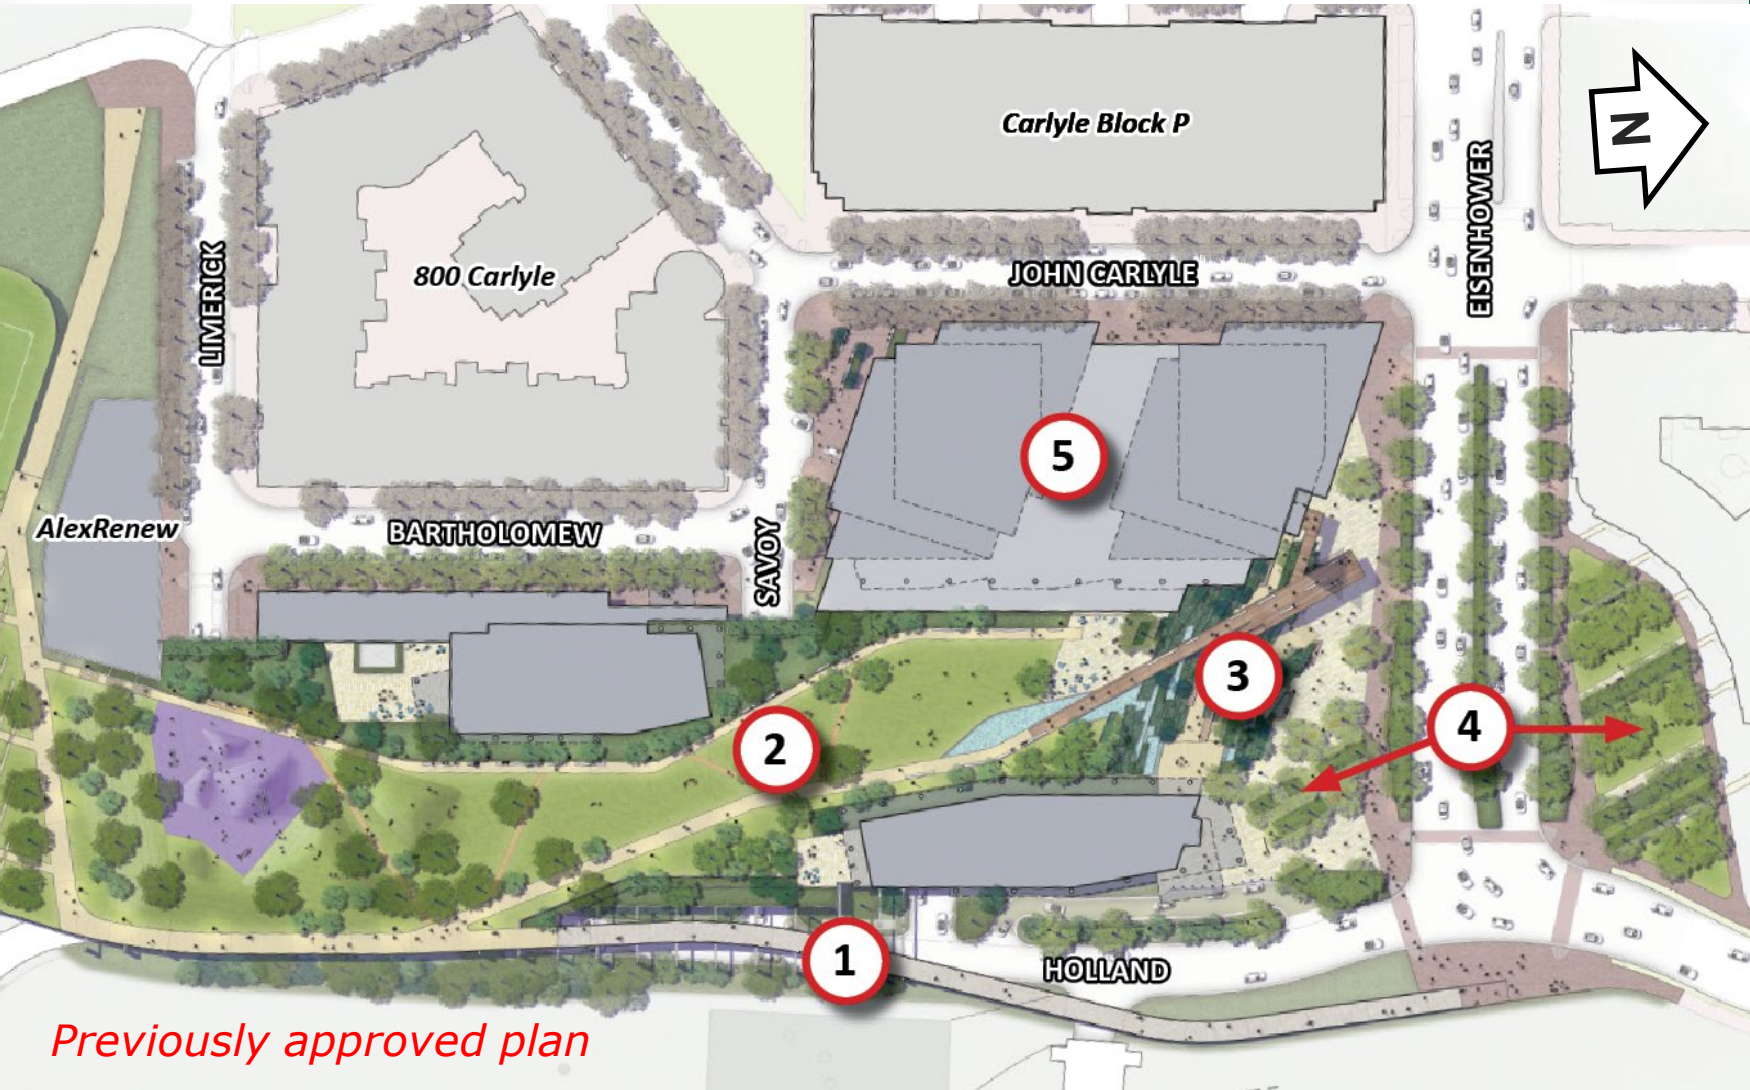 Carlyle Block P
N
EISENHOWER
LIMERICK
800 Carlyle
JOHN CARLYLE
5
AlexRenew
BARTHOLOMEW
SAVOY
3
4
2
1
HOLLAND
Previously approved plan